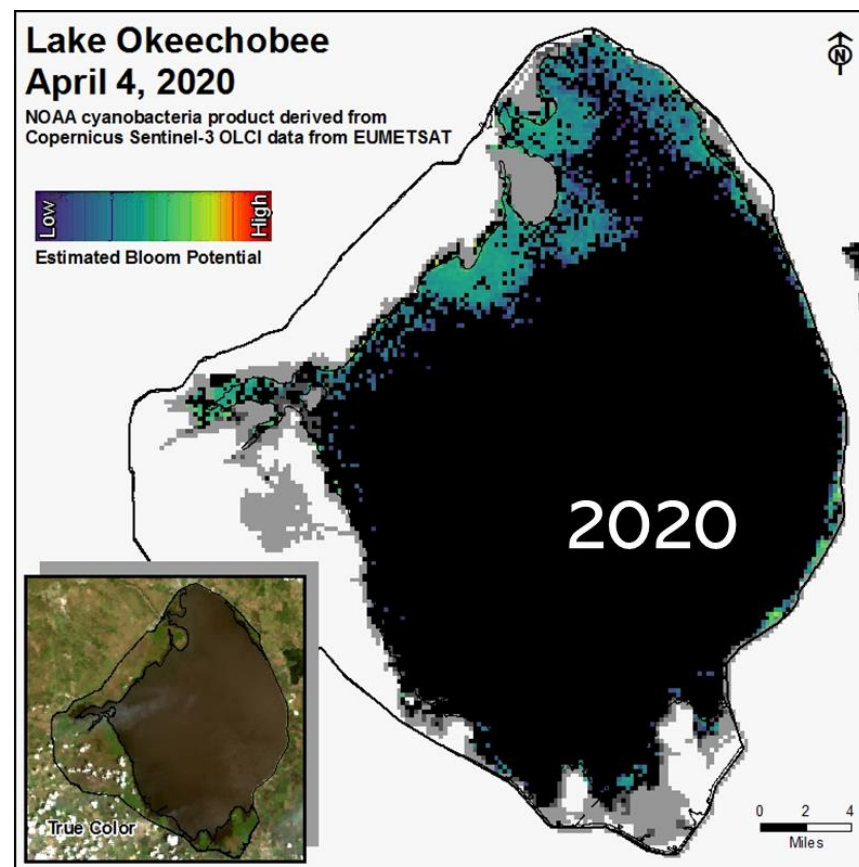 Lake Okeechobee
April 4, 2020
NOAA cyanobacteria product derived from
Copernicus Sentinel-3 OLCI data from EUMETSAT
N
Low
High
Estimated Bloom Potential
2020
True Color
0 2 4
Miles